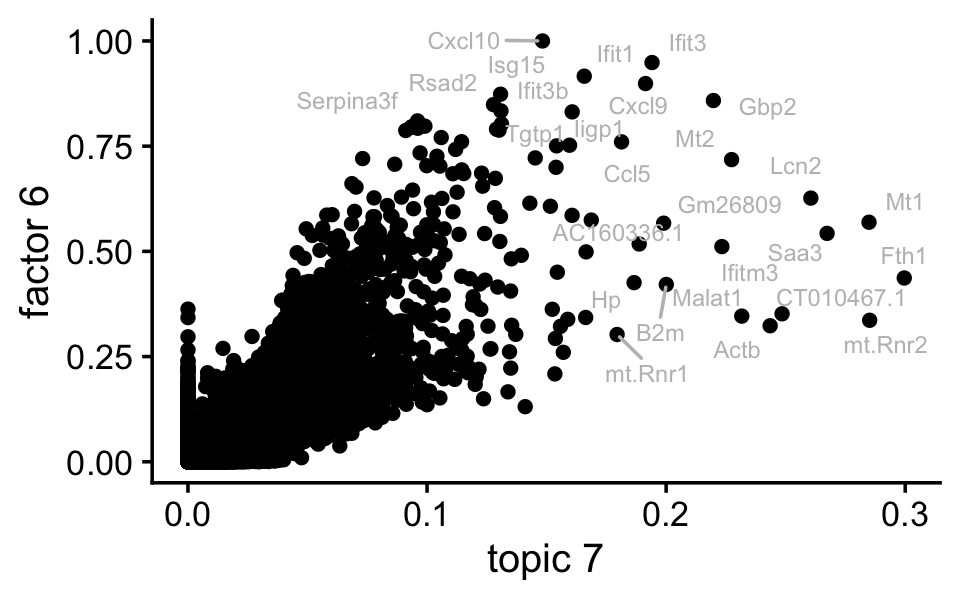 1.00
0.75
0.50
0.25
0.00
factor 6
Cxcl10
Ifit3
Ifit1
Isg15
Rsad2
Ifit3b
Serpina3f
Cxcl9
Gbp2
Tgtp1
Iigp1
Mt2
Ccl5
Lcn2
Gm26809
Mt1
AC160336.1
Saa3
Fth1
Ifitm3
Hp
Malat1
CT010467.1
B2m
Actb
mt.Rnr2
mt.Rnr1
0.0
0.1
0.2
0.3
topic 7